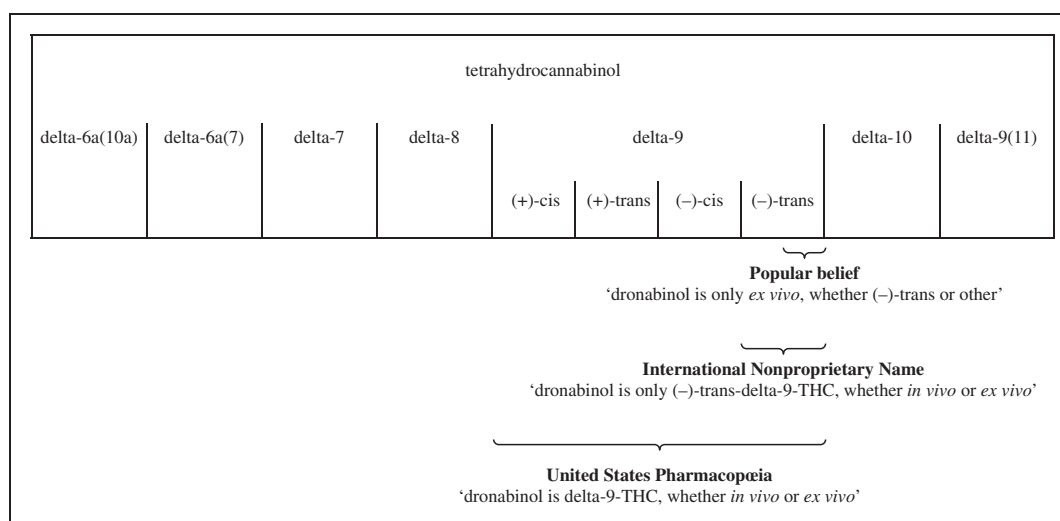 tetrahydrocannabinol
delta-6a(10a) delta-6a(7) delta-7 delta-8 delta-9 delta-10 delta-9(11)
(+)-cis (+)-trans (–)-cis (–)-trans
Popular belief
‘dronabinol is only ex vivo, whether (–)-trans or other’
International Nonproprietary Name
‘dronabinol is only (–)-trans-delta-9-THC, whether in vivo or ex vivo’
United States Pharmacopœia
‘dronabinol is delta-9-THC, whether in vivo or ex vivo’